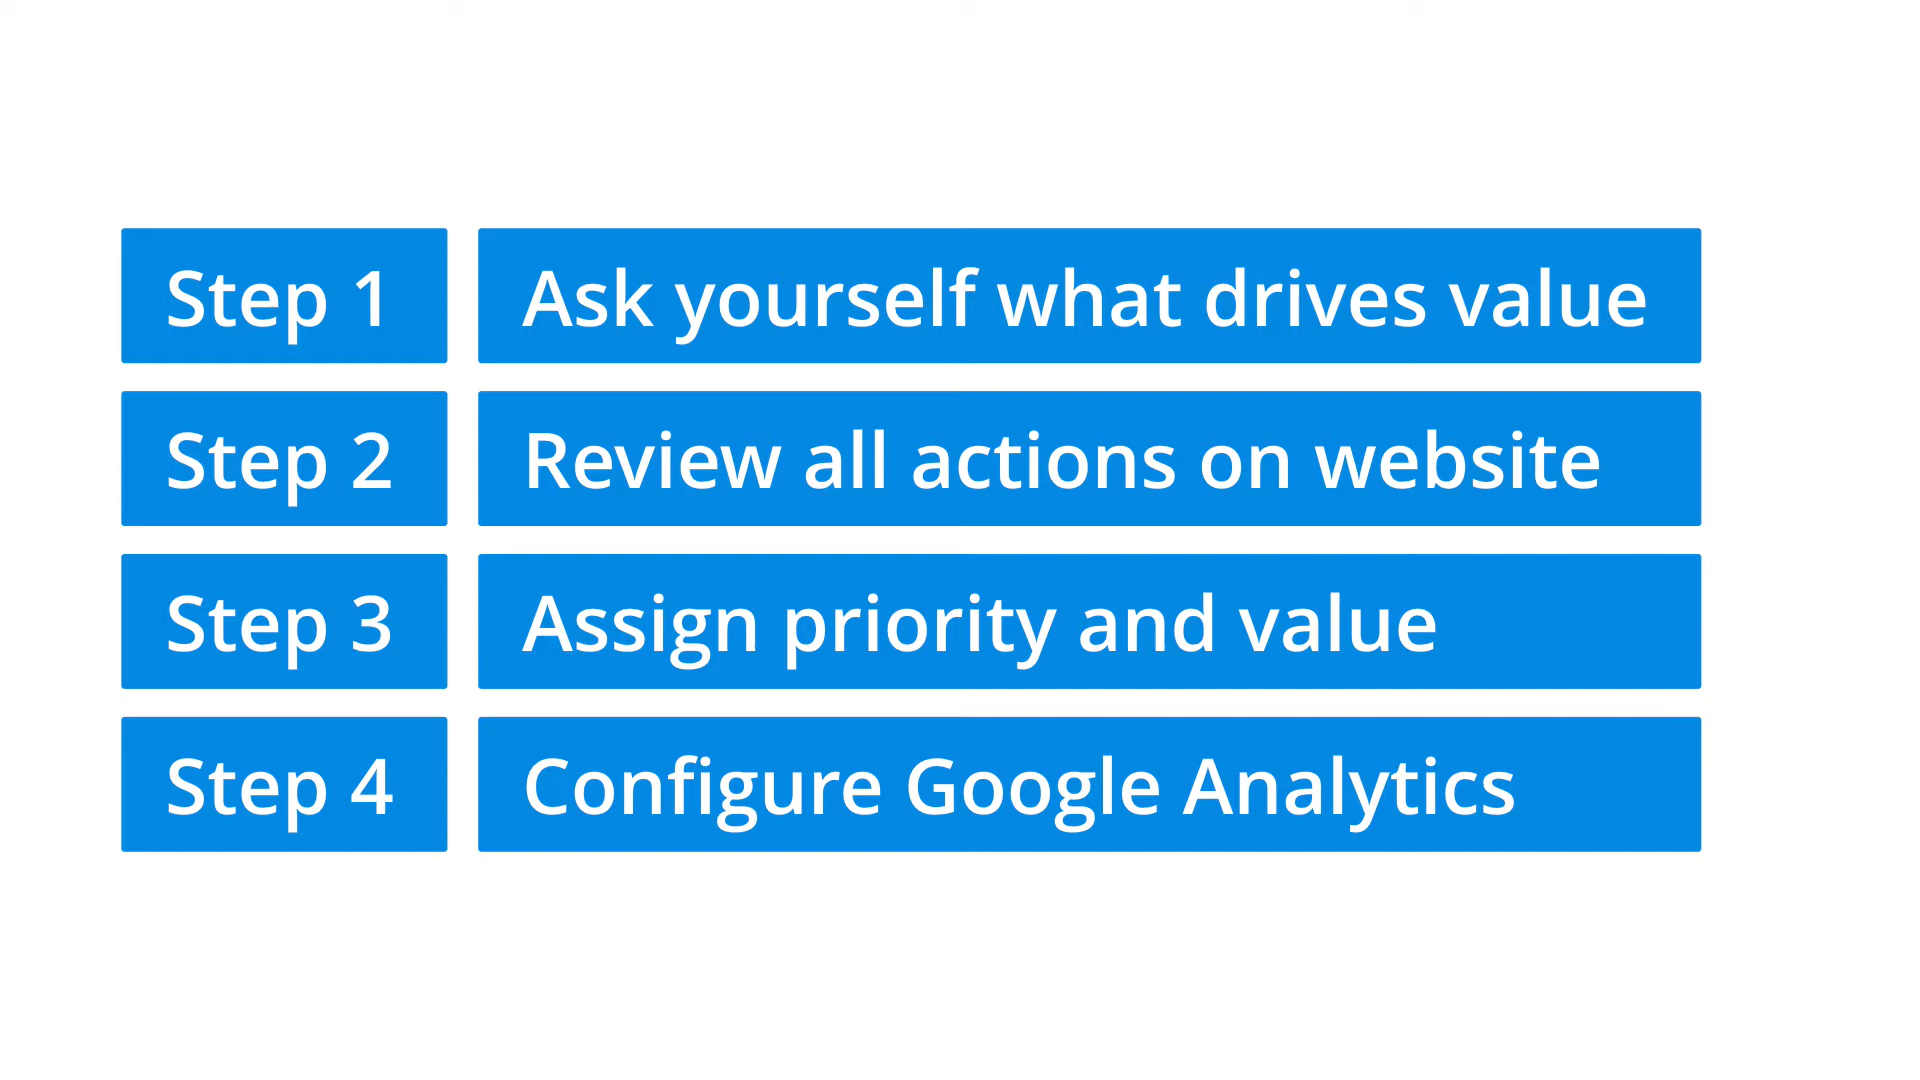 Step 1 Ask yourself what drives value
Step 2 Review all actions on website
Step 3 Assign priority and value
Step 4 Configure Google Analytics